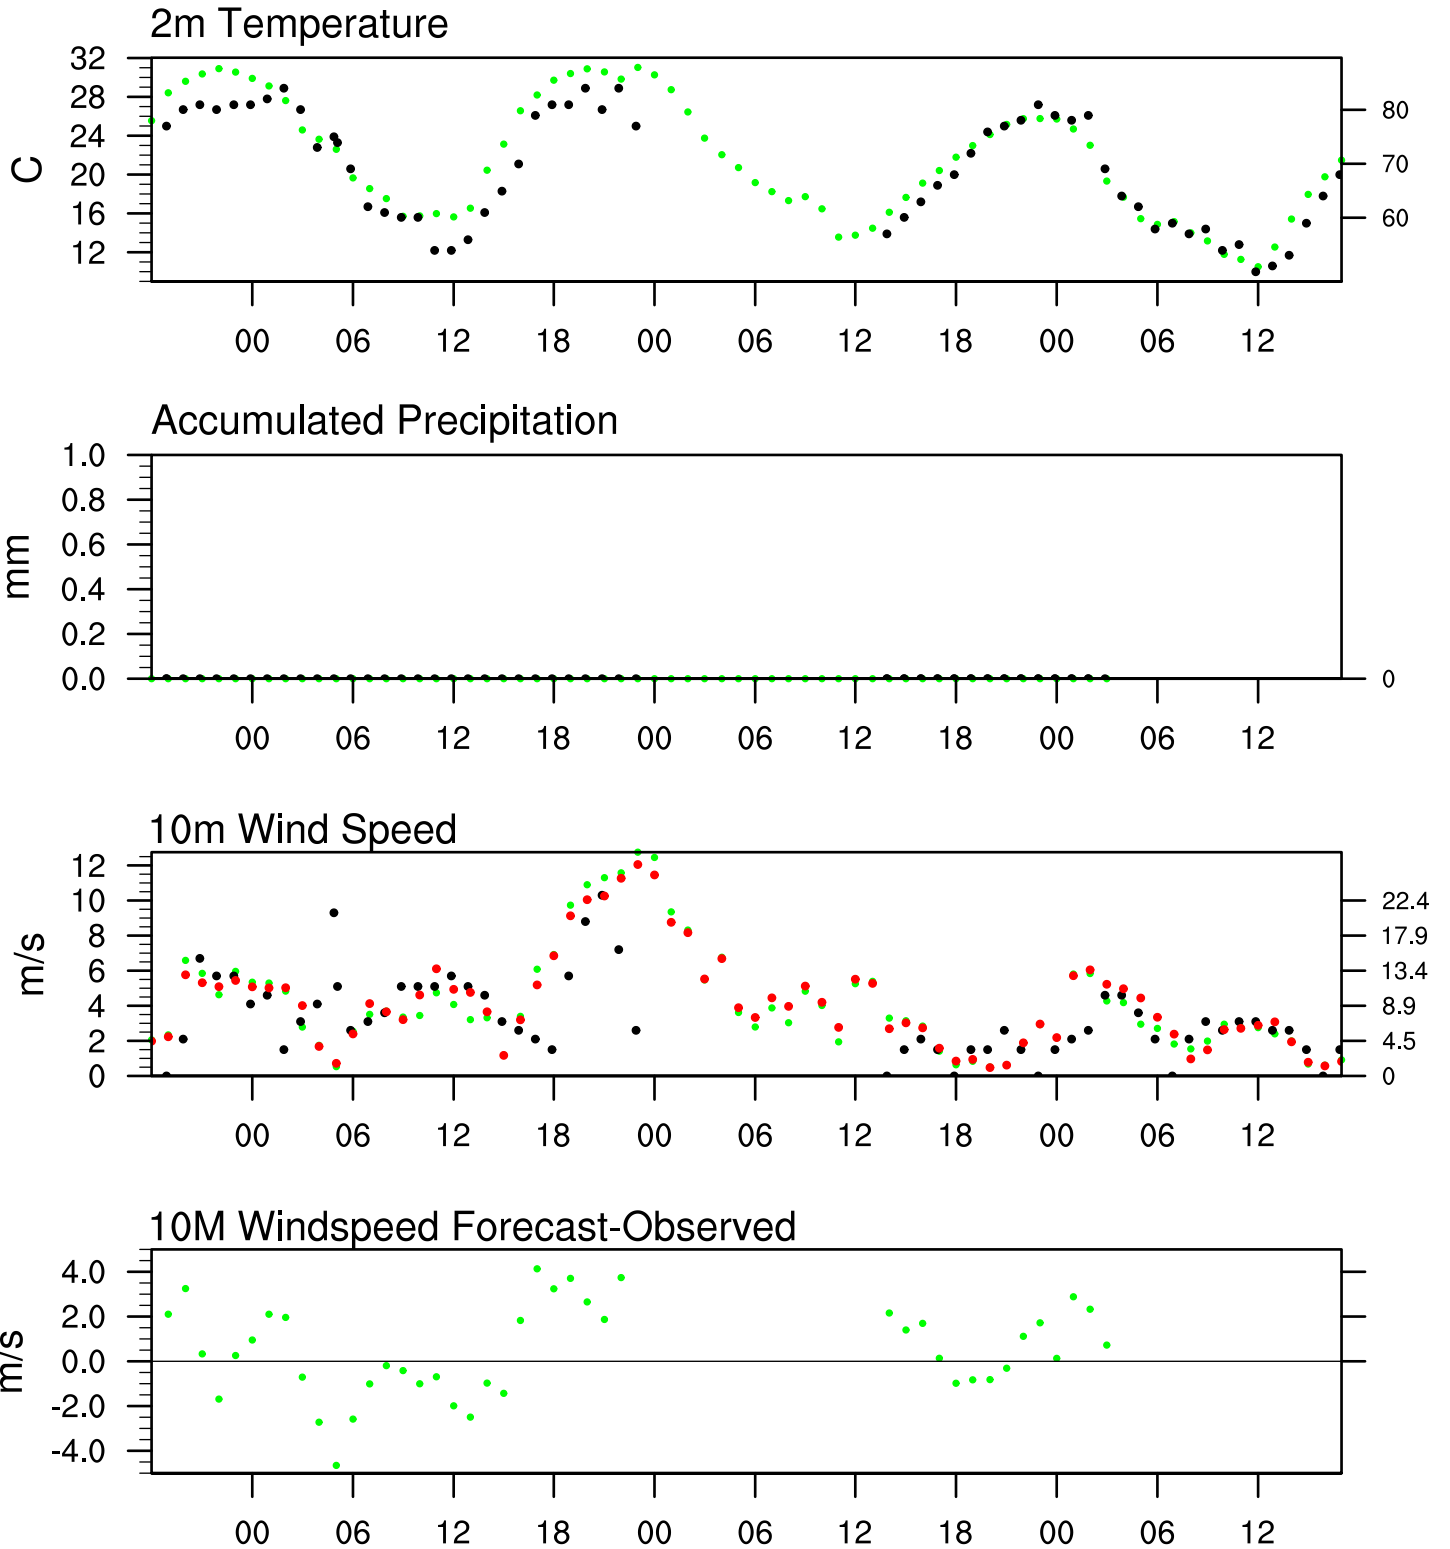 2m Temperature
32
28
24
20
16
12
C
80
70
60
00 06 12 18 00 06 12 18 00 06 12
Accumulated Precipitation
1.0
0.8
0.6
0.4
0.2
0.0
mm
0
00 06 12 18 00 06 12 18 00 06 12
10m Wind Speed
12
10
8
6
4
2
0
m/s
22.4
17.9
13.4
8.9
4.5
0
00 06 12 18 00 06 12 18 00 06 12
10M Windspeed Forecast-Observed
4.0
2.0
0.0
-2.0
-4.0
m/s
00 06 12 18 00 06 12 18 00 06 12